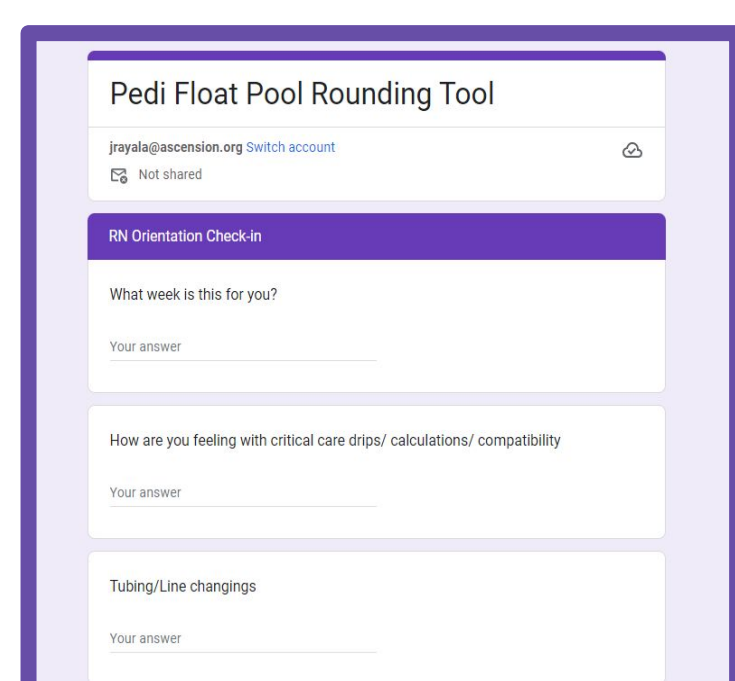 Pedi Float Pool Rounding Tool
jrayala@ascension.org Switch account
Not shared
RN Orientation Check-in
What week is this for you?
Your answer
How are you feeling with critical care drips/ calculations/ compatibility
Your answer
Tubing/Line changings
Your answer